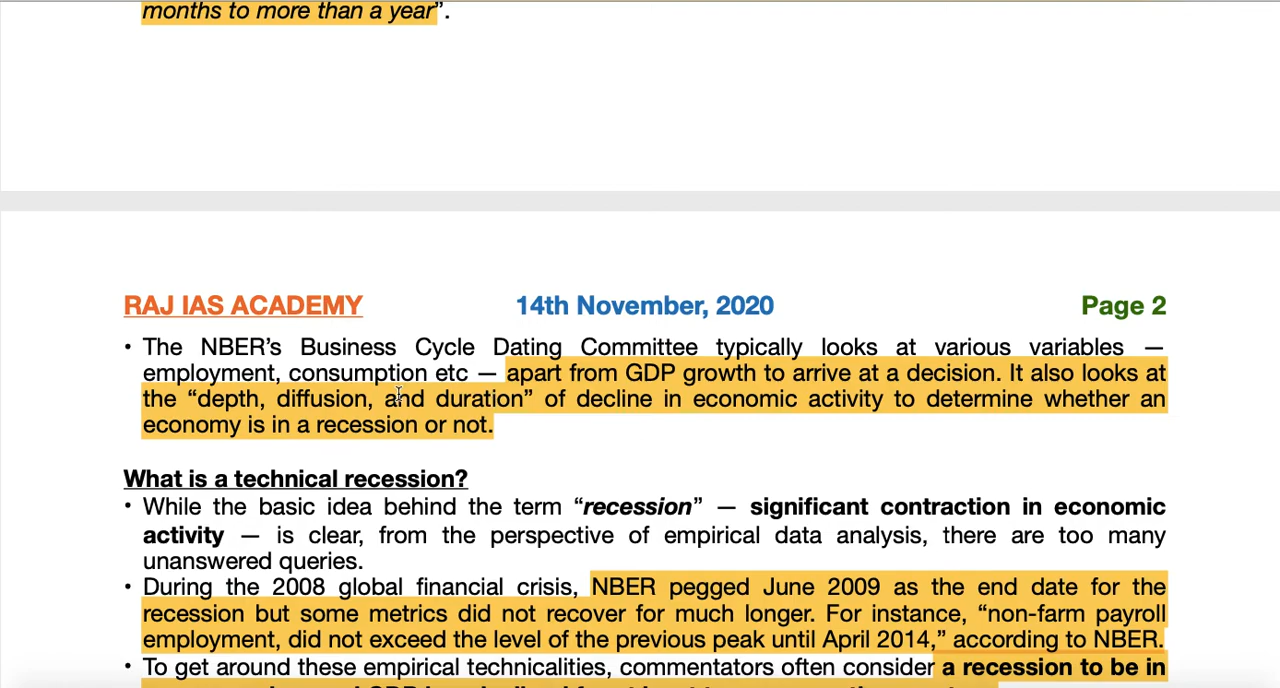 months to more than a year”.
RAJ IAS ACADEMY 14th November, 2020 Page 2
• The NBER’s Business Cycle Dating Committee typically looks at various variables —
employment, consumption etc — apart from GDP growth to arrive at a decision. It also looks at
the “depth, diffusion, and duration” of decline in economic activity to determine whether an
economy is in a recession or not.
What is a technical recession?
• While the basic idea behind the term “recession” — significant contraction in economic
activity — is clear, from the perspective of empirical data analysis, there are too many
unanswered queries.
• During the 2008 global financial crisis, NBER pegged June 2009 as the end date for the
recession but some metrics did not recover for much longer. For instance, “non-farm payroll
employment, did not exceed the level of the previous peak until April 2014,” according to NBER.
• To get around these empirical technicalities, commentators often consider a recession to be in